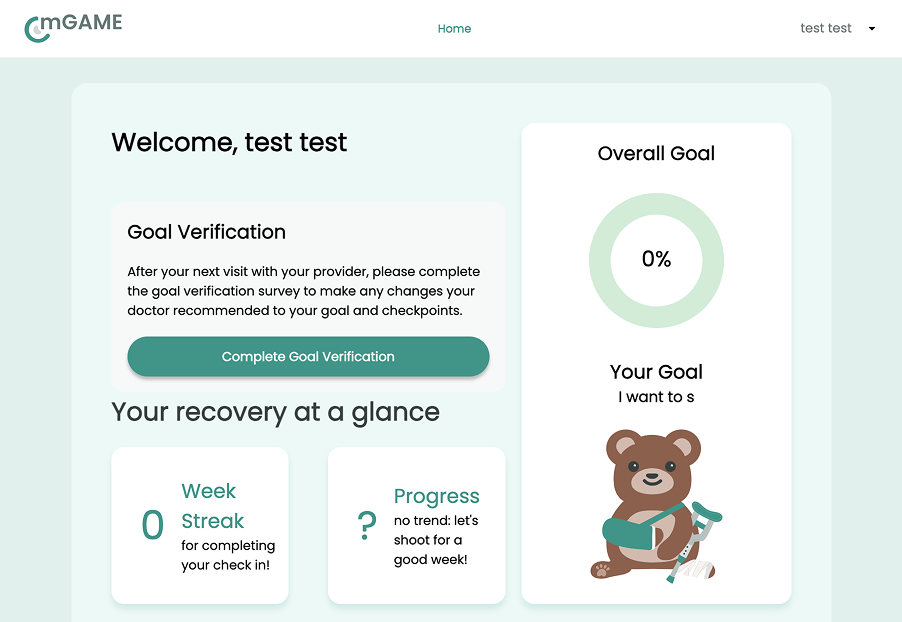 mGAME
Home
test test
Welcome, test test
Goal Verification
After your next visit with your provider, please complete
the goal verification survey to make any changes your
doctor recommended to your goal and checkpoints.
Complete Goal Verification
Your recovery at a glance
0
Week
Streak
for completing
your check in!
?
Progress
no trend: let's
shoot for a
good week!
Overall Goal
0%
Your Goal
I want to s